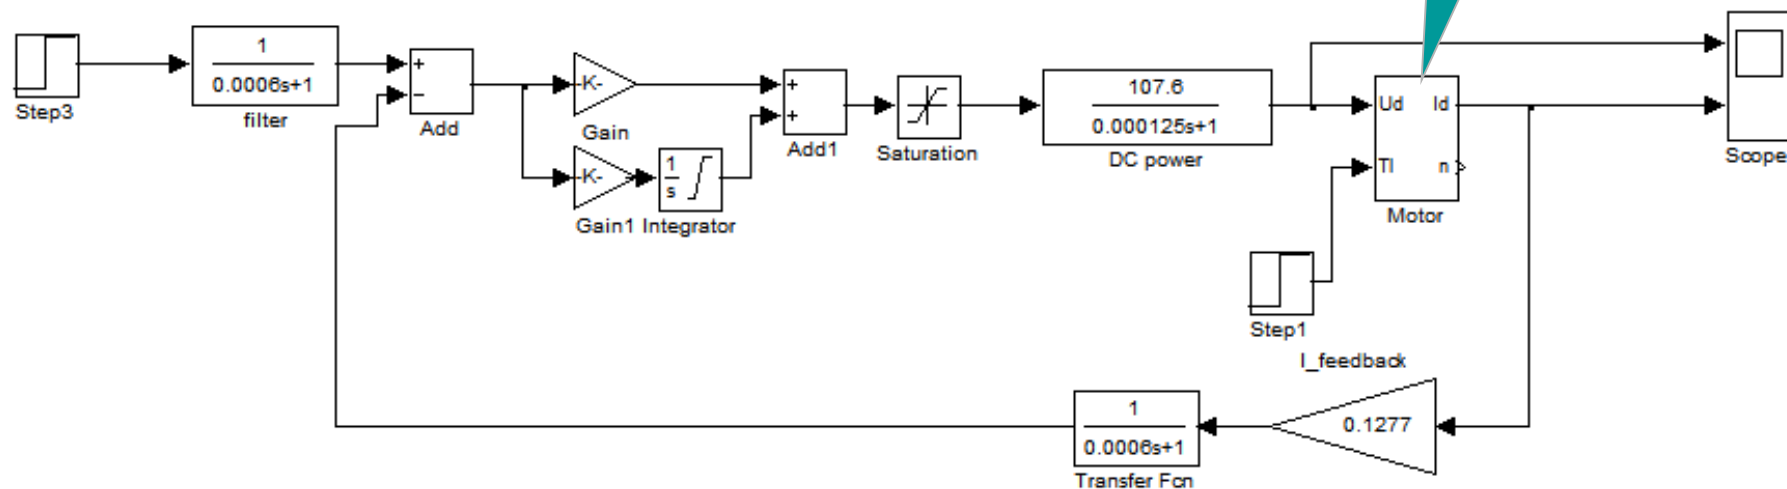 Step3
1
0.0006s+1
filter
+
−
Add
-K-
Gain
-K-
Gain1
1
s
Integrator
+
+
Add1
Saturation
107.6
0.000125s+1
DC power
Ud
Id
Tl
n
Motor
Scope
Step1
I_feedback
0.1277
1
0.0006s+1
Transfer Fcn